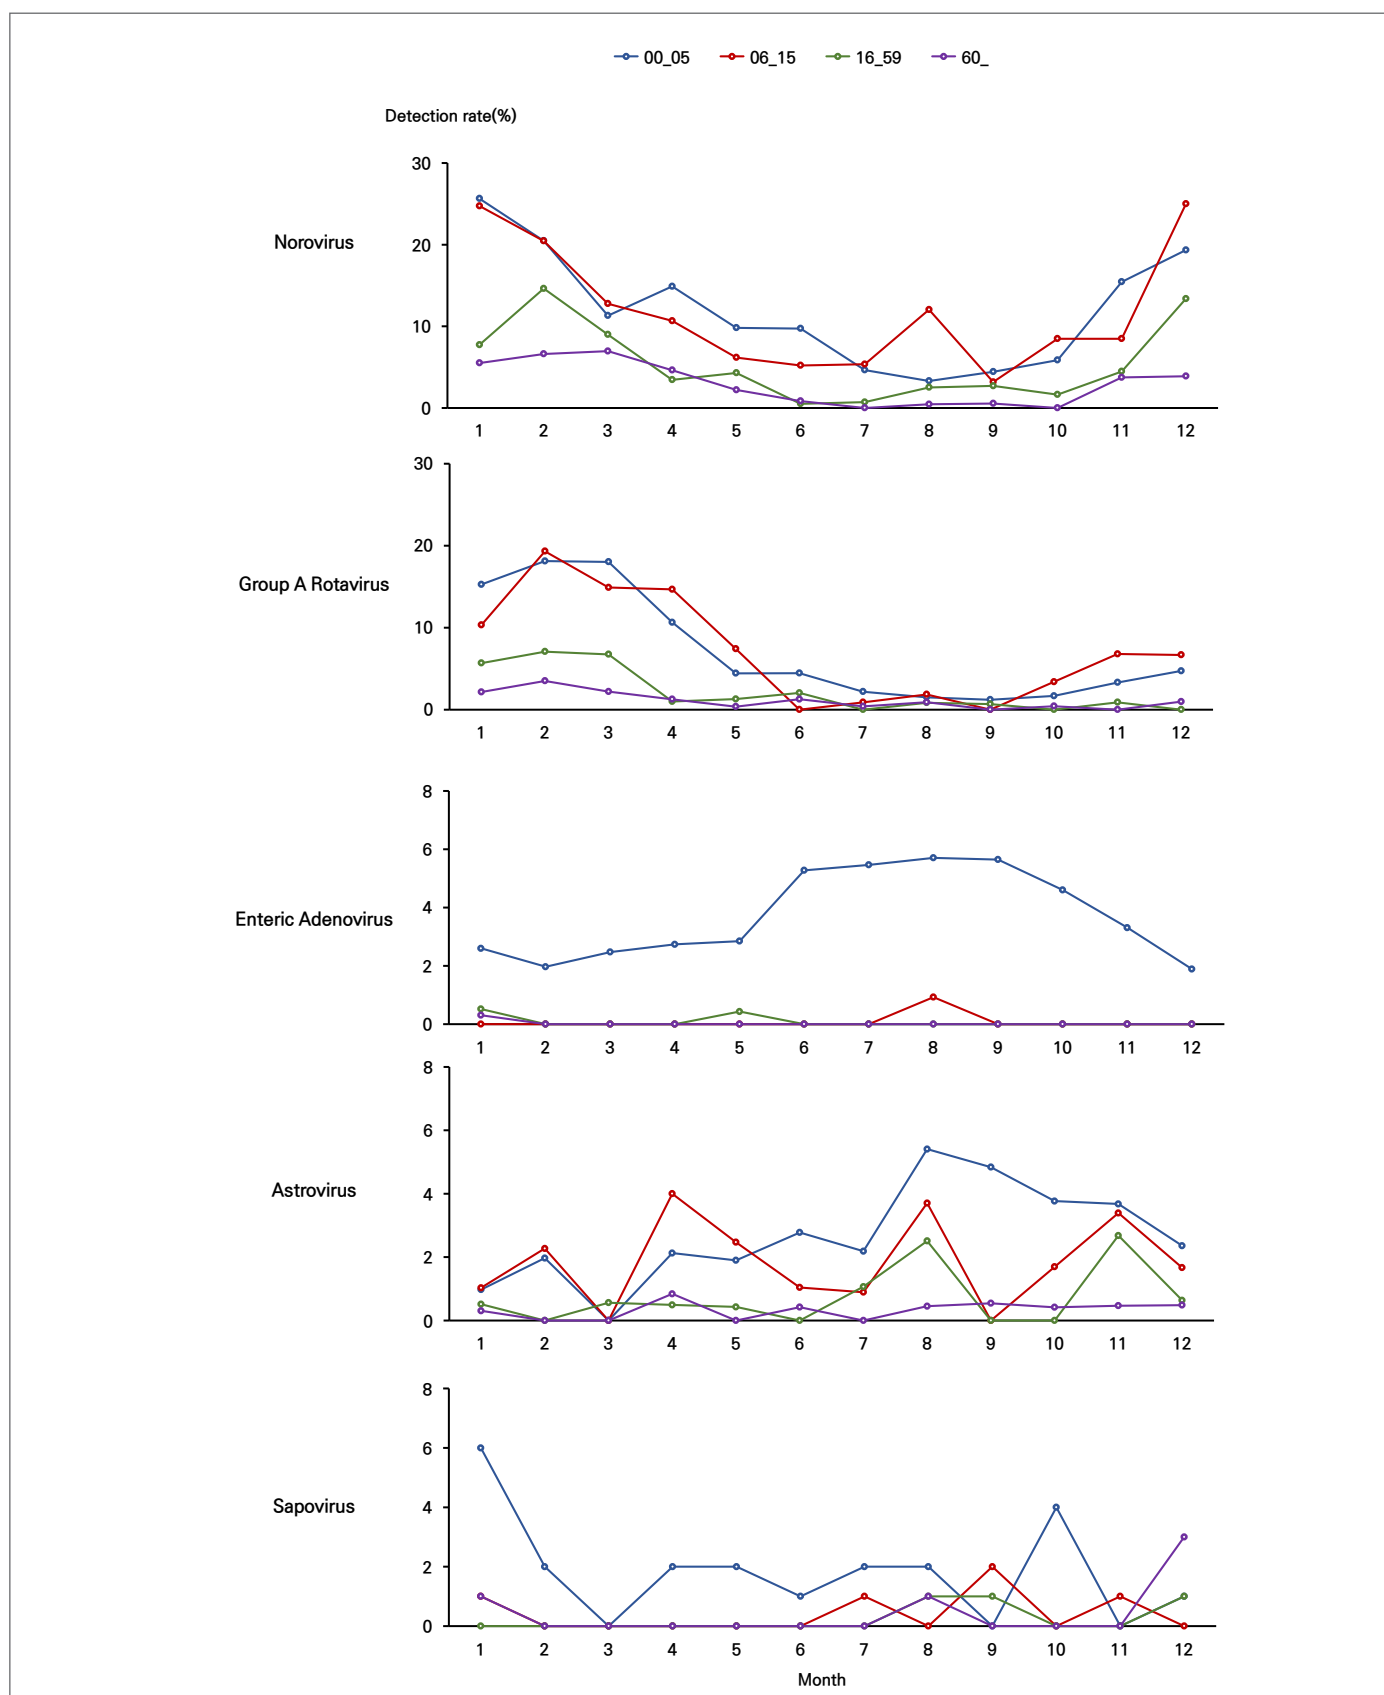 00_05 06_15 16_59 60_
Detection rate(%)
30
20
10
0
Norovirus
1 2 3 4 5 6 7 8 9 10 11 12
30
20
10
0
Group A Rotavirus
1 2 3 4 5 6 7 8 9 10 11 12
8
6
4
2
0
Enteric Adenovirus
1 2 3 4 5 6 7 8 9 10 11 12
8
6
4
2
0
Astrovirus
1 2 3 4 5 6 7 8 9 10 11 12
8
6
4
2
0
Sapovirus
1 2 3 4 5 6 7 8 9 10 11 12
Month